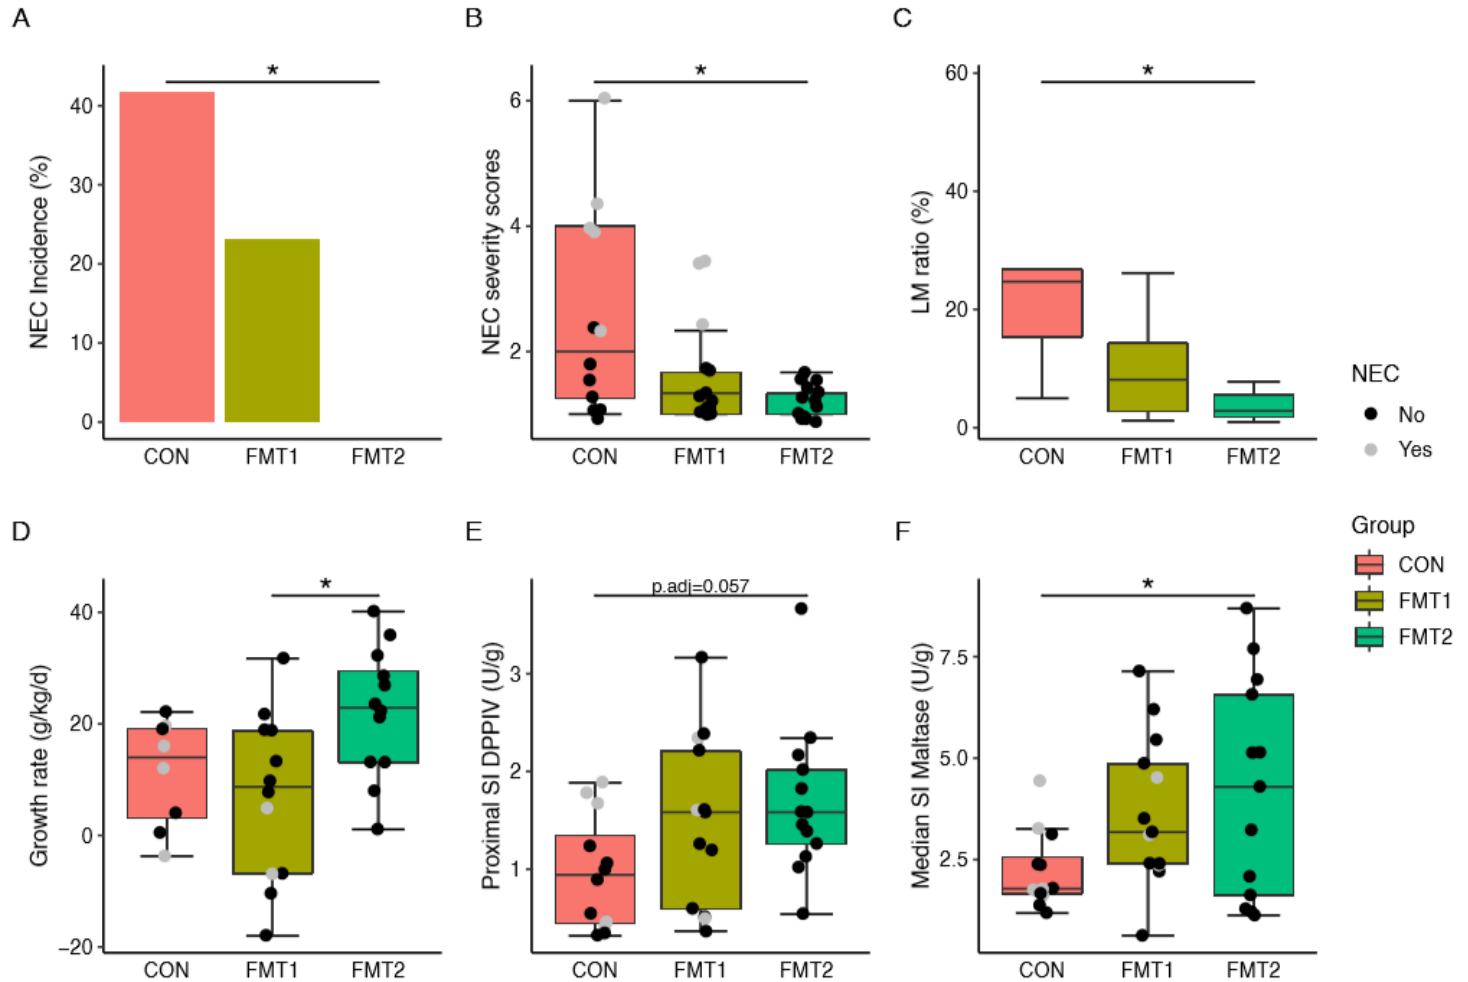 A
NEC Incidence (%)
40
30
20
10
0
*
CON FMT1 FMT2
B
NEC severity scores
6
4
2
*
CON FMT1 FMT2
C
LM ratio (%)
60
40
20
0
*
CON FMT1 FMT2
NEC
No
Yes
D
Growth rate (g/kg/d)
40
20
0
−20
*
CON FMT1 FMT2
E
Proximal SI DPPIV (U/g)
3
2
1
p.adj=0.057
CON FMT1 FMT2
F
Median SI Maltase (U/g)
7.5
5.0
2.5
*
CON FMT1 FMT2
Group
CON
FMT1
FMT2